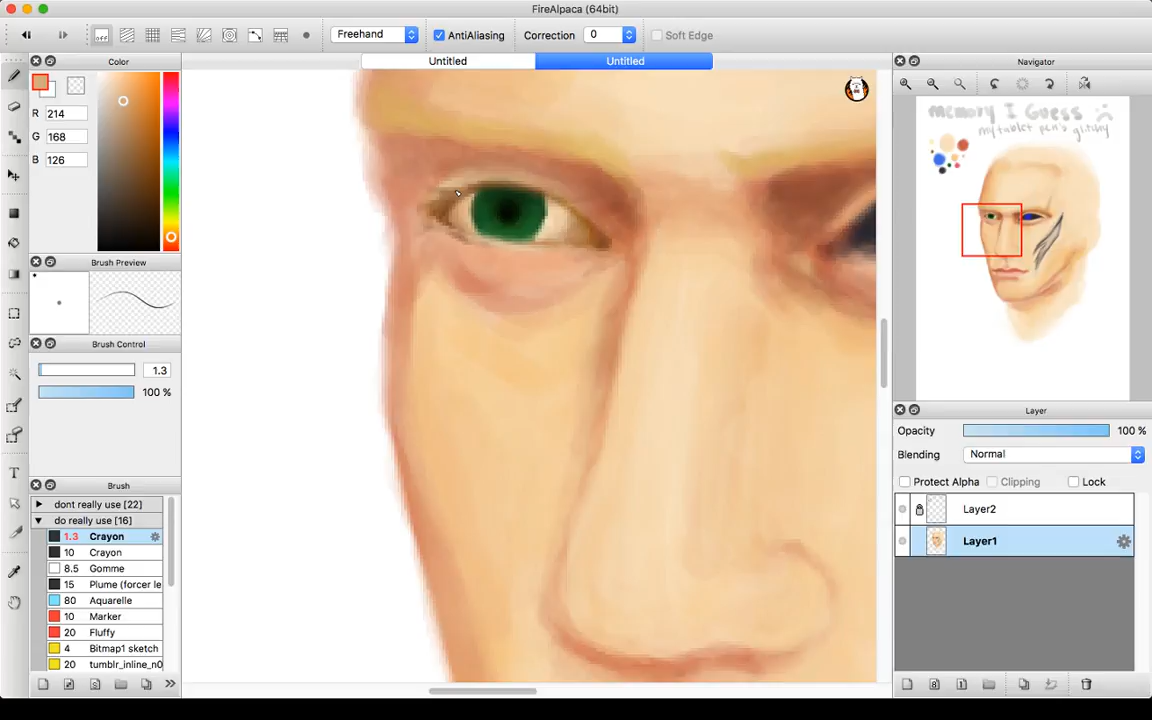 FireAlpaca (64bit)
off
Freehand
AntiAliasing
Correction
0
Soft Edge
Color
Untitled
Untitled
Navigator
R
214
G
168
B
126
memory I Guess
my tablet pen's glitchy
Brush Preview
Brush Control
1.3
100 %
Layer
Opacity
100 %
Blending
Normal
Protect Alpha
Clipping
Lock
Layer2
Layer1
T
Brush
dont really use [22]
do really use [16]
1.3 Crayon
10 Crayon
8.5 Gomme
15 Plume (forcer le
80 Aquarelle
10 Marker
20 Fluffy
4 Bitmap1 sketch
20 tumblr_inline_n0